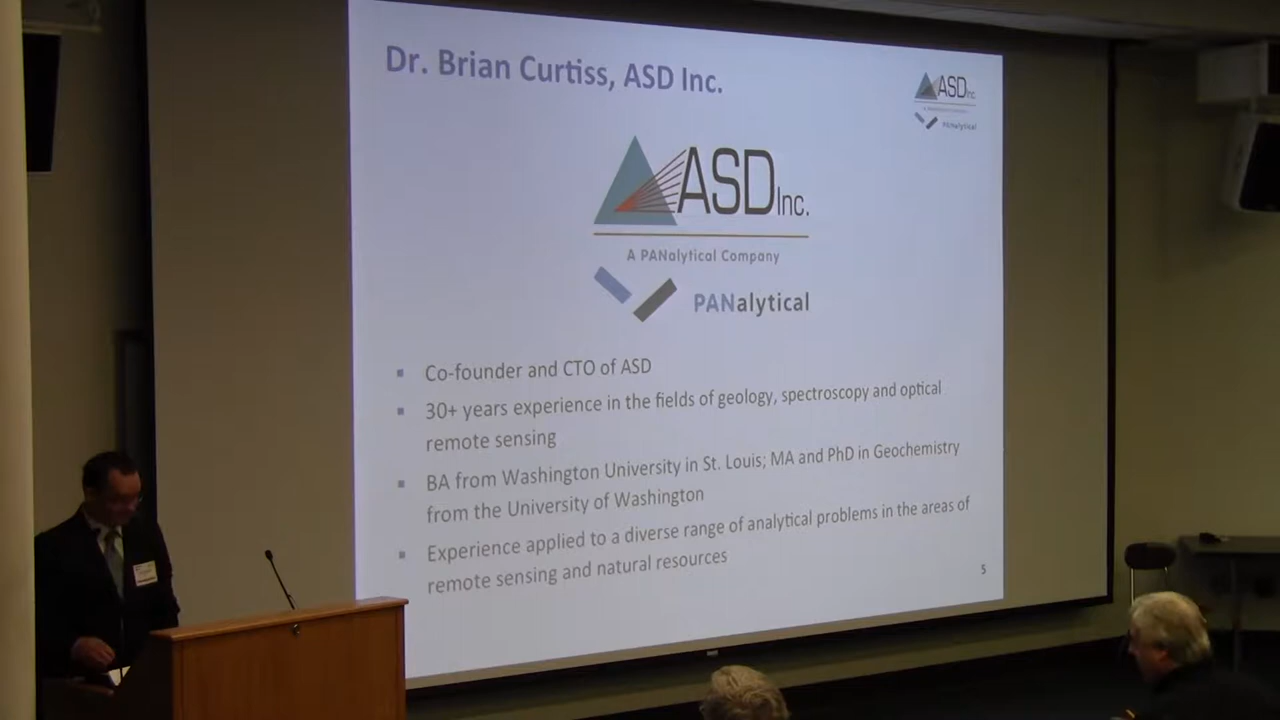 Dr. Brian Curtiss, ASD Inc.
ASD Inc.
A PANalytical Company
PANalytical
ASD Inc.
PANalytical
Co-founder and CTO of ASD
30+ years experience in the fields of geology, spectroscopy and optical
remote sensing
BA from Washington University in St. Louis; MA and PhD in Geochemistry
from the University of Washington
Experience applied to a diverse range of analytical problems in the areas of
remote sensing and natural resources
5